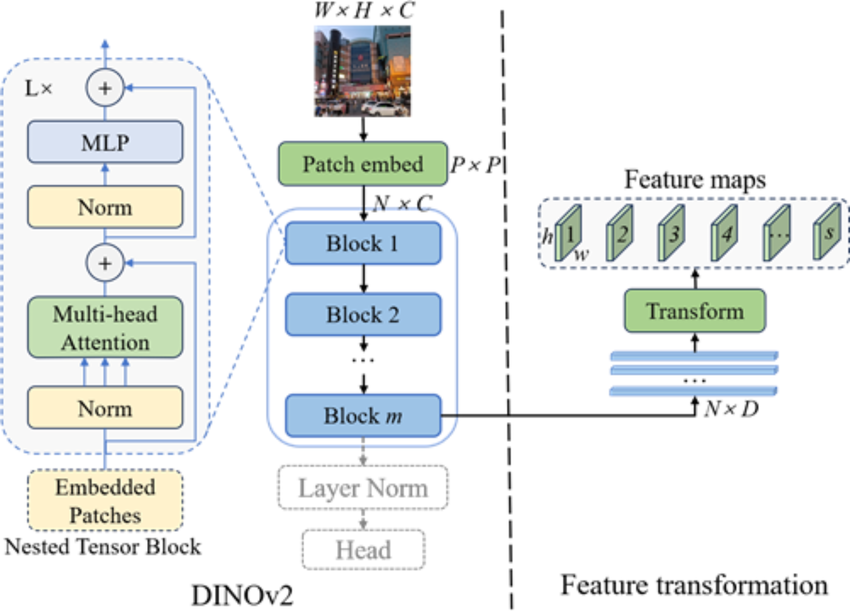 L×
+
MLP
Norm
+
Multi-head
Attention
Norm
Embedded
Patches
Nested Tensor Block
W × H × C
Patch embed
P × P
N × C
Block 1
Block 2
...
Block m
Layer Norm
Head
DINOv2
Feature maps
h 1 w 2 3 4 ... s
Transform
...
N × D
Feature transformation